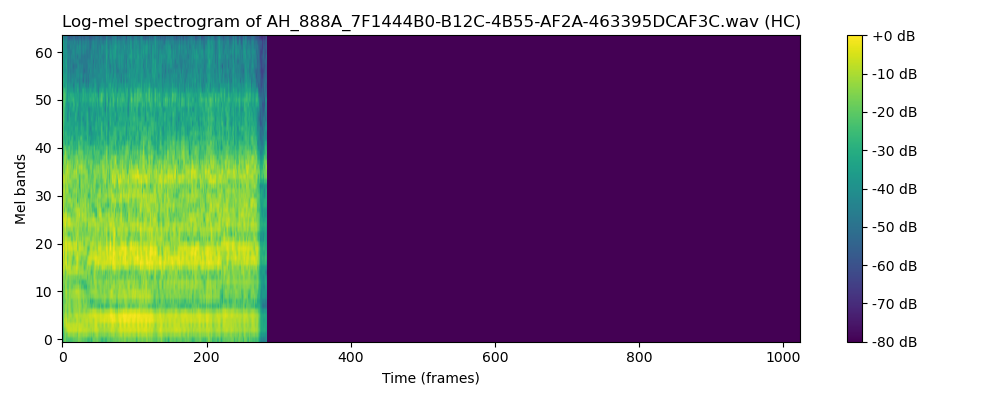 Log-mel spectrogram of AH_888A_7F1444B0-B12C-4B55-AF2A-463395DCAF3C.wav (HC)
Mel bands
60
50
40
30
20
10
0
0 200 400 600 800 1000
Time (frames)
+0 dB
-10 dB
-20 dB
-30 dB
-40 dB
-50 dB
-60 dB
-70 dB
-80 dB